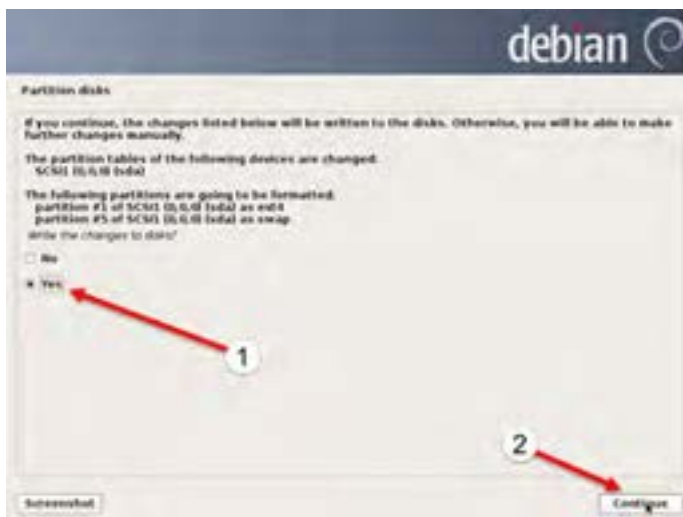 debian
Partition disks
If you continue, the changes listed below will be written to the disks. Otherwise, you will be able to make
further changes manually.
The partition tables of the following devices are changed:
SCSI1 (0,0,0) (sda)
The following partitions are going to be formatted:
partition #1 of SCSI1 (0,0,0) (sda) as ext4
partition #5 of SCSI1 (0,0,0) (sda) as swap
Write the changes to disks?
No
Yes
1
2
Screenshot
Continue